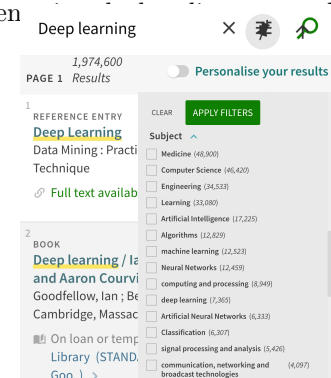 en
Deep learning
PAGE 1
1,974,600
Results
Personalise your results
1
REFERENCE ENTRY
Deep Learning
Data Mining : Practi
Technique
Full text availab
2
BOOK
Deep learning / Ia
and Aaron Courvi
Goodfellow, Ian ; Be
Cambridge, Massac
On loan or temp
Library (STAND.
Goo )
CLEAR
APPLY FILTERS
Subject
Medicine (48,900)
Computer Science (46,420)
Engineering (34,533)
Learning (33,080)
Artificial Intelligence (17,225)
Algorithms (12,829)
machine learning (12,523)
Neural Networks (12,459)
computing and processing (8,949)
deep learning (7,365)
Artificial Neural Networks (6,333)
Classification (6,307)
signal processing and analysis (5,426)
communication, networking and (4,097)
broadcast technologies